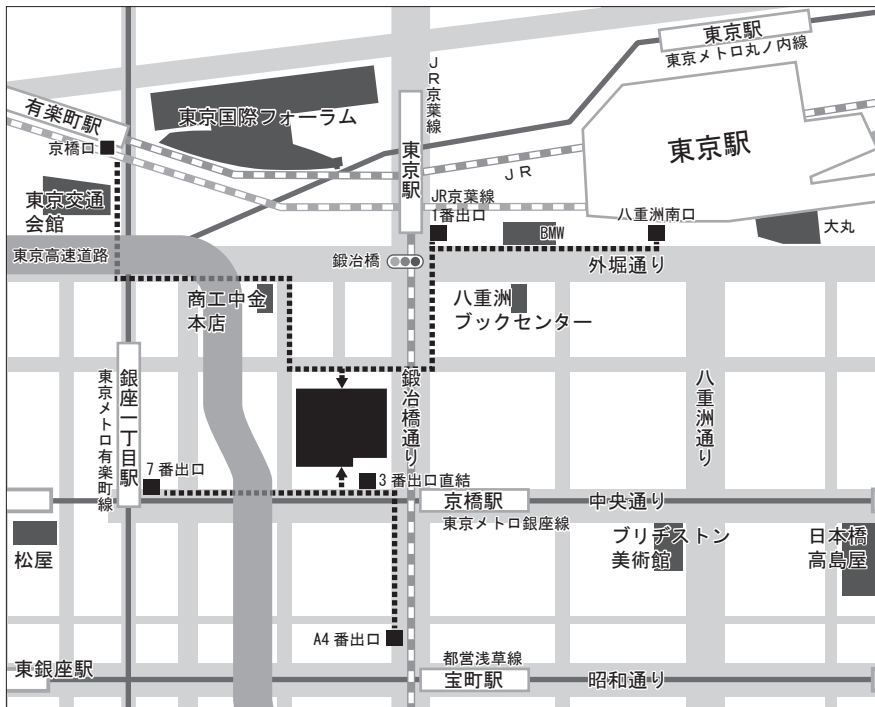 東京駅
東京メトロ丸ノ内線
JR京葉線
有楽町駅
京橋口
東京国際フォーラム
東京駅
JR
東京駅
東京交通
会館
JR京葉線
1番出口
BMW
八重洲南口
大丸
東京高速道路
鍛冶橋
外堀通り
商工中金
本店
八重洲
ブックセンター
銀座一丁目駅
東京メトロ有楽町線
鍛冶橋通り
八重洲通り
7番出口
3番出口直結
京橋駅
東京メトロ銀座線
中央通り
松屋
ブリヂストン
美術館
日本橋
高島屋
A4番出口
東銀座駅
都営浅草線
宝町駅
昭和通り